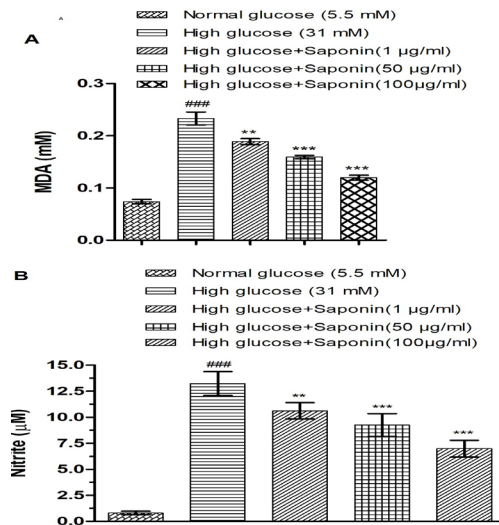 A
Normal glucose (5.5 mM)
High glucose (31 mM)
High glucose+Saponin(1 µg/ml)
High glucose+Saponin (50 µg/ml)
High glucose+Saponin(100µg/ml)
MDA (mM)
0.3
0.2
0.1
0.0
###
**
***
***
B
Normal glucose (5.5 mM)
High glucose (31 mM)
High glucose+Saponin(1 µg/ml)
High glucose+Saponin (50 µg/ml)
High glucose+Saponin(100µg/ml)
Nitrite(µM)
15.0
12.5
10.0
7.5
5.0
2.5
0.0
###
**
***
***